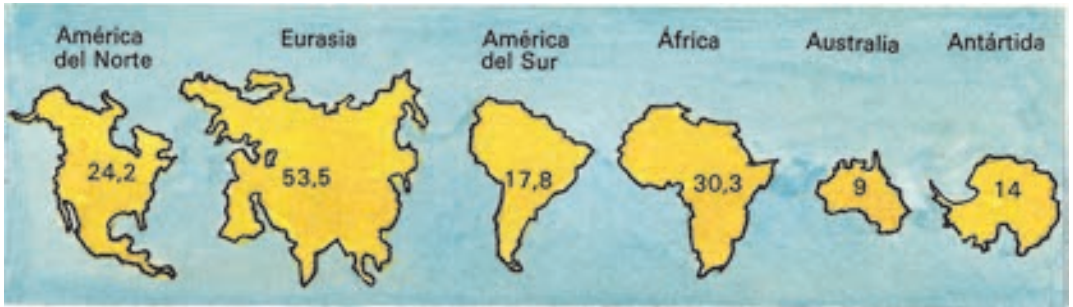 América
del Norte
Eurasia
América
del Sur
África
Australia
Antártida
24,2
53,5
17,8
30,3
9
14